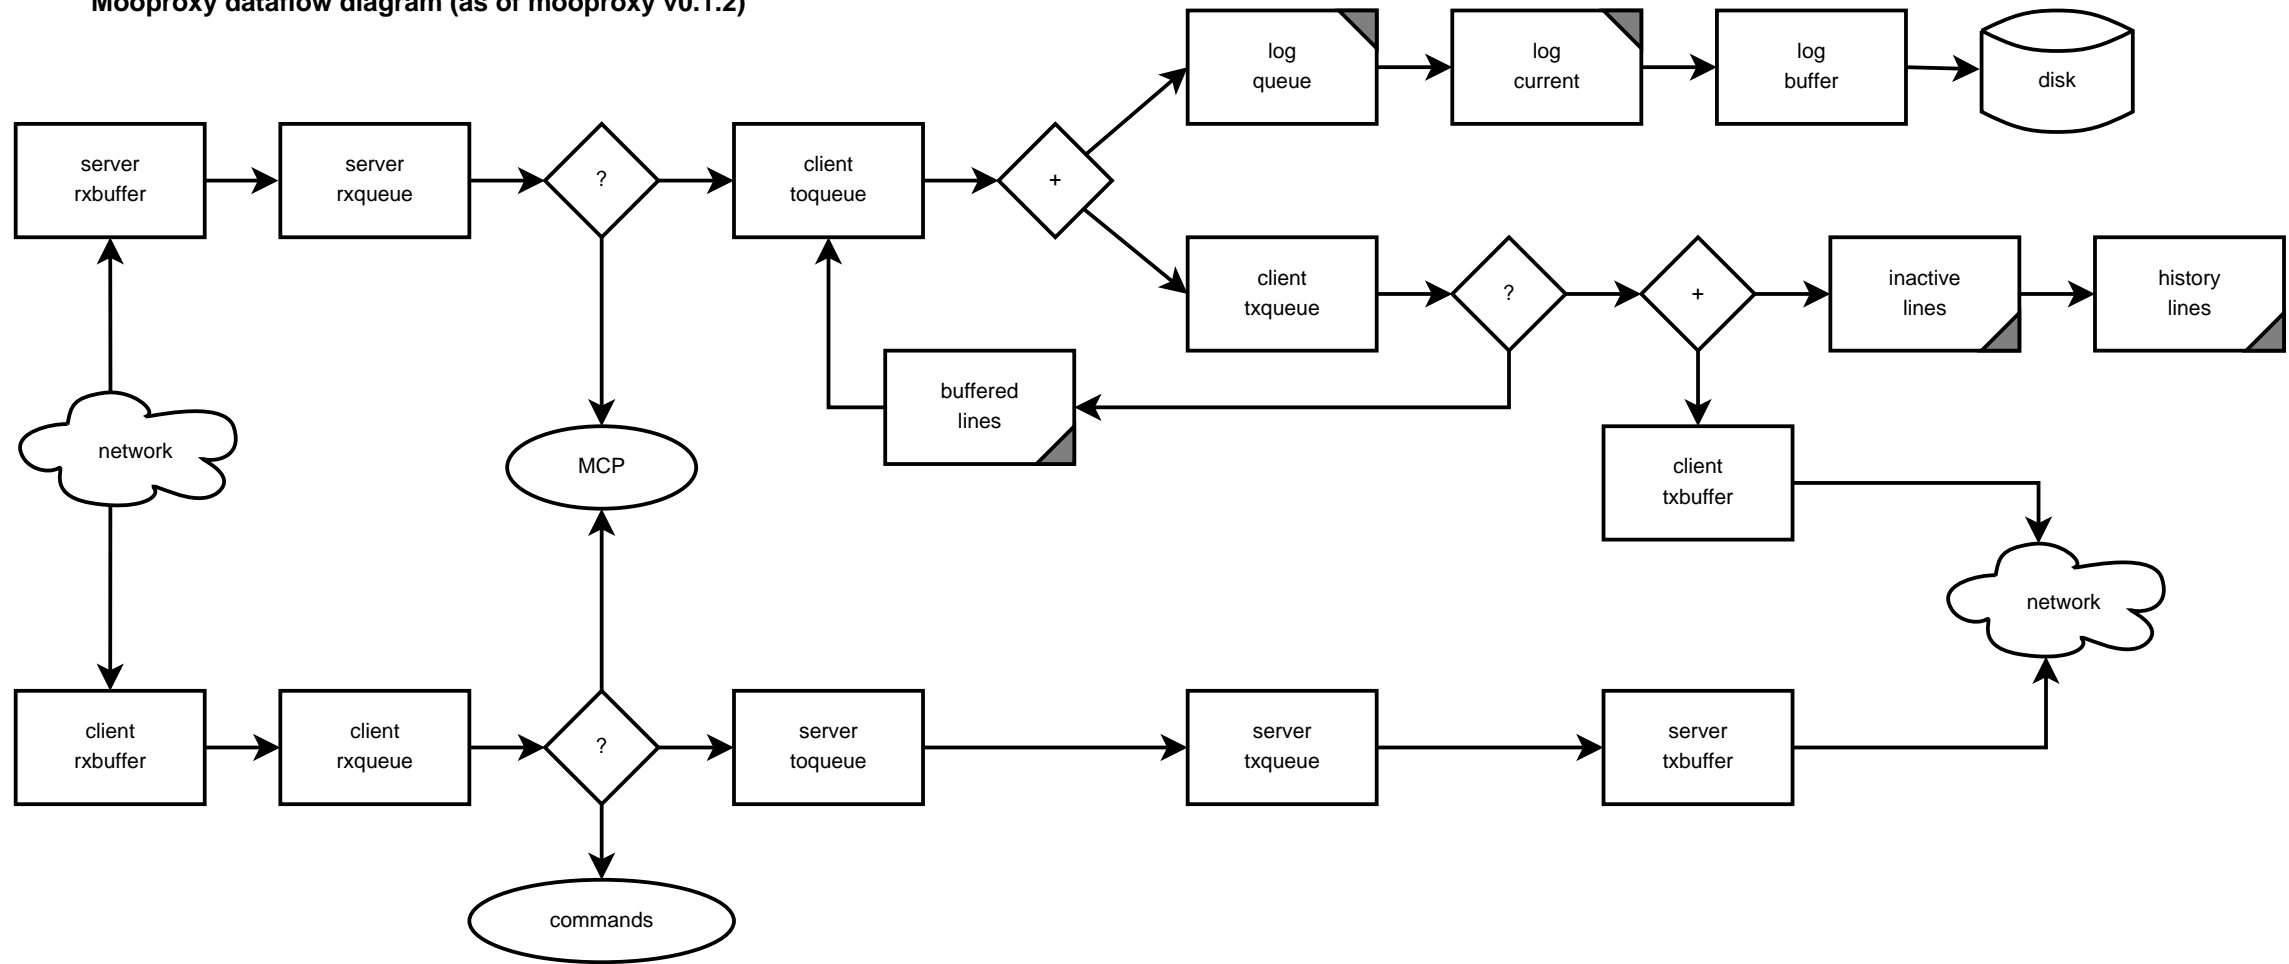 Mooproxy dataflow diagram (as of mooproxy v0.1.2)
log
queue
log
current
log
buffer
disk
server
rxbuffer
server
rxqueue
?
client
toqueue
+
client
txqueue
?
+
inactive
lines
history
lines
buffered
lines
network
MCP
client
txbuffer
network
client
rxbuffer
client
rxqueue
?
server
toqueue
server
txqueue
server
txbuffer
commands